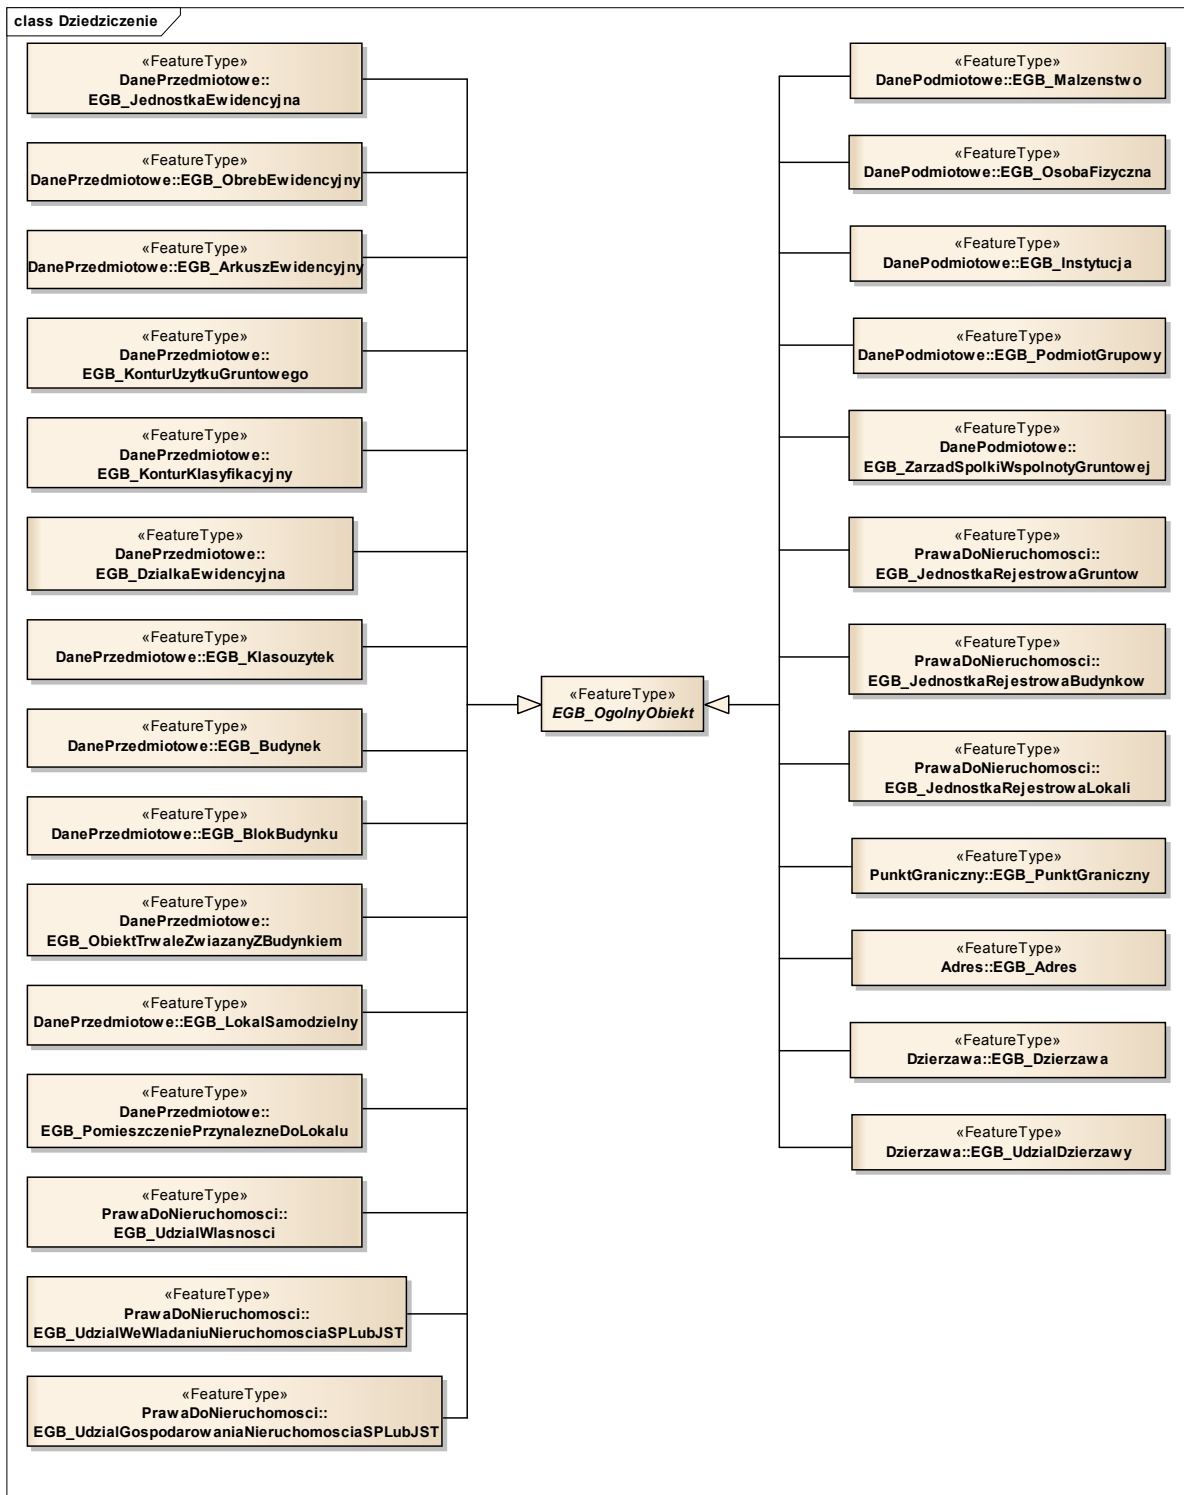 class Dziedziczenie
«FeatureType»
DanePrzedmiotowe::
EGB_JednostkaEwidencyjna
«FeatureType»
DanePrzedmiotowe::EGB_ObrebEwidencyjny
«FeatureType»
DanePrzedmiotowe::EGB_ArkuszEwidencyjny
«FeatureType»
DanePrzedmiotowe::
EGB_KonturUzytkuGruntowego
«FeatureType»
DanePrzedmiotowe::
EGB_KonturKlasyfikacyjny
«FeatureType»
DanePrzedmiotowe::
EGB_DzialkaEwidencyjna
«FeatureType»
DanePrzedmiotowe::EGB_Klasouzytek
«FeatureType»
DanePrzedmiotowe::EGB_Budynek
«FeatureType»
DanePrzedmiotowe::EGB_BlokBudynku
«FeatureType»
DanePrzedmiotowe::
EGB_ObiektTrwaleZwiazanyZBudynkiem
«FeatureType»
DanePrzedmiotowe::EGB_LokalSamodzielny
«FeatureType»
DanePrzedmiotowe::
EGB_PomieszczeniePrzynalezneDoLokalu
«FeatureType»
PrawaDoNieruchomosci::
EGB_UdzialWlasnosci
«FeatureType»
PrawaDoNieruchomosci::
EGB_UdzialWeWladaniuNieruchomosciaSPLubJST
«FeatureType»
PrawaDoNieruchomosci::
EGB_UdzialGospodarowaniaNieruchomosciaSPLubJST
«FeatureType»
EGB_OgolnyObiekt
«FeatureType»
DanePodmiotowe::EGB_Malzenstwo
«FeatureType»
DanePodmiotowe::EGB_OsobaFizyczna
«FeatureType»
DanePodmiotowe::EGB_Instytucja
«FeatureType»
DanePodmiotowe::EGB_PodmiotGrupowy
«FeatureType»
DanePodmiotowe::
EGB_ZarzadSpolkiWspolnotyGruntowej
«FeatureType»
PrawaDoNieruchomosci::
EGB_JednostkaRejestrowaGruntow
«FeatureType»
PrawaDoNieruchomosci::
EGB_JednostkaRejestrowaBudynkow
«FeatureType»
PrawaDoNieruchomosci::
EGB_JednostkaRejestrowaLokali
«FeatureType»
PunktGraniczny::EGB_PunktGraniczny
«FeatureType»
Adres::EGB_Adres
«FeatureType»
Dzierzawa::EGB_Dzierzawa
«FeatureType»
Dzierzawa::EGB_UdzialDzierzawy